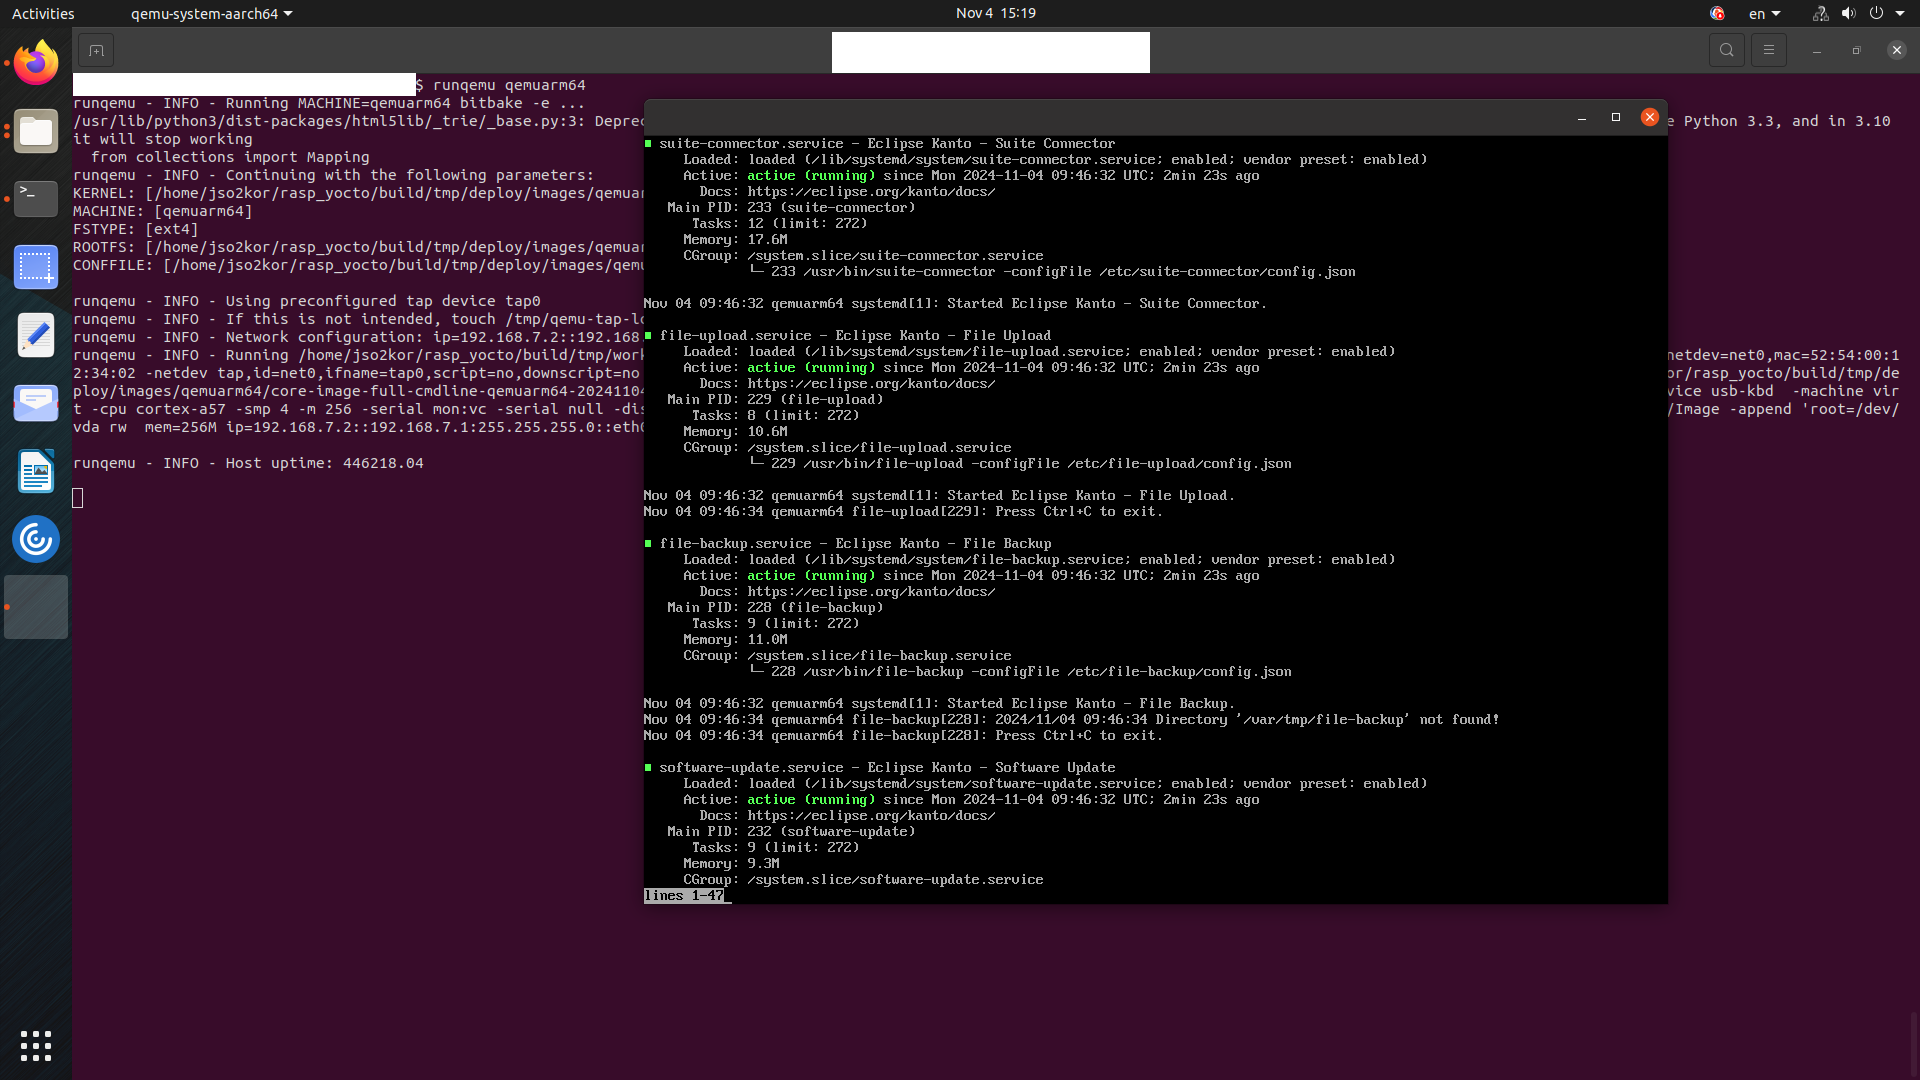 Activities
qemu-system-aarch64
Nov 4 15:19
en
$ runqemu qemuarm64
runqemu - INFO - Running MACHINE=qemuarm64 bitbake -e ...
/usr/lib/python3/dist-packages/html5lib/_trie/_base.py:3: Deprec
e Python 3.3, and in 3.10
it will stop working
from collections import Mapping
runqemu - INFO - Continuing with the following parameters:
KERNEL: [/home/jso2kor/rasp_yocto/build/tmp/deploy/images/qemuar
MACHINE: [qemuarm64]
FSTYPE: [ext4]
ROOTFS: [/home/jso2kor/rasp_yocto/build/tmp/deploy/images/qemuar
CONFFILE: [/home/jso2kor/rasp_yocto/build/tmp/deploy/images/qemu
runqemu - INFO - Using preconfigured tap device tap0
runqemu - INFO - If this is not intended, touch /tmp/qemu-tap-lo
runqemu - INFO - Network configuration: ip=192.168.7.2::192.168.
runqemu - INFO - Running /home/jso2kor/rasp_yocto/build/tmp/work
netdev=net0,mac=52:54:00:1
2:34:02 -netdev tap,id=net0,ifname=tap0,script=no,downscript=no
or/rasp_yocto/build/tmp/de
ploy/images/qemuarm64/core-image-full-cmdline-qemuarm64-20241104
vice usb-kbd  -machine vir
t -cpu cortex-a57 -smp 4 -m 256 -serial mon:vc -serial null -dis
/Image -append 'root=/dev/
vda rw  mem=256M ip=192.168.7.2::192.168.7.1:255.255.255.0::eth0
runqemu - INFO - Host uptime: 446218.04
suite-connector.service - Eclipse Kanto - Suite Connector
Loaded: loaded (/lib/systemd/system/suite-connector.service; enabled; vendor preset: enabled)
Active: active (running) since Mon 2024-11-04 09:46:32 UTC; 2min 23s ago
Docs: https://eclipse.org/kanto/docs/
Main PID: 233 (suite-connector)
Tasks: 12 (limit: 272)
Memory: 17.6M
CGroup: /system.slice/suite-connector.service
└─ 233 /usr/bin/suite-connector -configFile /etc/suite-connector/config.json
Nov 04 09:46:32 qemuarm64 systemd[1]: Started Eclipse Kanto - Suite Connector.
file-upload.service - Eclipse Kanto - File Upload
Loaded: loaded (/lib/systemd/system/file-upload.service; enabled; vendor preset: enabled)
Active: active (running) since Mon 2024-11-04 09:46:32 UTC; 2min 23s ago
Docs: https://eclipse.org/kanto/docs/
Main PID: 229 (file-upload)
Tasks: 8 (limit: 272)
Memory: 10.6M
CGroup: /system.slice/file-upload.service
└─ 229 /usr/bin/file-upload -configFile /etc/file-upload/config.json
Nov 04 09:46:32 qemuarm64 systemd[1]: Started Eclipse Kanto - File Upload.
Nov 04 09:46:34 qemuarm64 file-upload[229]: Press Ctrl+C to exit.
file-backup.service - Eclipse Kanto - File Backup
Loaded: loaded (/lib/systemd/system/file-backup.service; enabled; vendor preset: enabled)
Active: active (running) since Mon 2024-11-04 09:46:32 UTC; 2min 23s ago
Docs: https://eclipse.org/kanto/docs/
Main PID: 228 (file-backup)
Tasks: 9 (limit: 272)
Memory: 11.0M
CGroup: /system.slice/file-backup.service
└─ 228 /usr/bin/file-backup -configFile /etc/file-backup/config.json
Nov 04 09:46:32 qemuarm64 systemd[1]: Started Eclipse Kanto - File Backup.
Nov 04 09:46:34 qemuarm64 file-backup[228]: 2024/11/04 09:46:34 Directory '/var/tmp/file-backup' not found!
Nov 04 09:46:34 qemuarm64 file-backup[228]: Press Ctrl+C to exit.
software-update.service - Eclipse Kanto - Software Update
Loaded: loaded (/lib/systemd/system/software-update.service; enabled; vendor preset: enabled)
Active: active (running) since Mon 2024-11-04 09:46:32 UTC; 2min 23s ago
Docs: https://eclipse.org/kanto/docs/
Main PID: 232 (software-update)
Tasks: 9 (limit: 272)
Memory: 9.3M
CGroup: /system.slice/software-update.service
lines 1-47